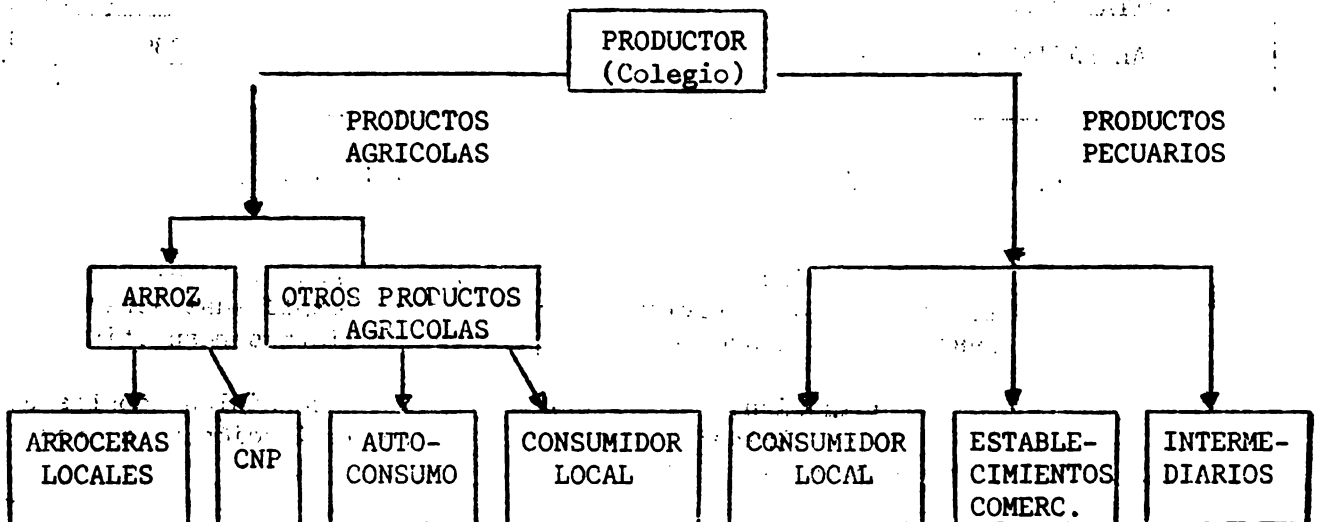 PRODUCTOR
(Colegio)
PRODUCTOS
AGRICOLAS
PRODUCTOS
PECUARIOS
ARROZ
OTROS PRODUCTOS
AGRICOLAS
ARROCERAS
LOCALES
CNP
AUTO-
CONSUMO
CONSUMIDOR
LOCAL
CONSUMIDOR
LOCAL
ESTABLE-
CIMIENTOS
COMERC.
INTERME-
DIARIOS